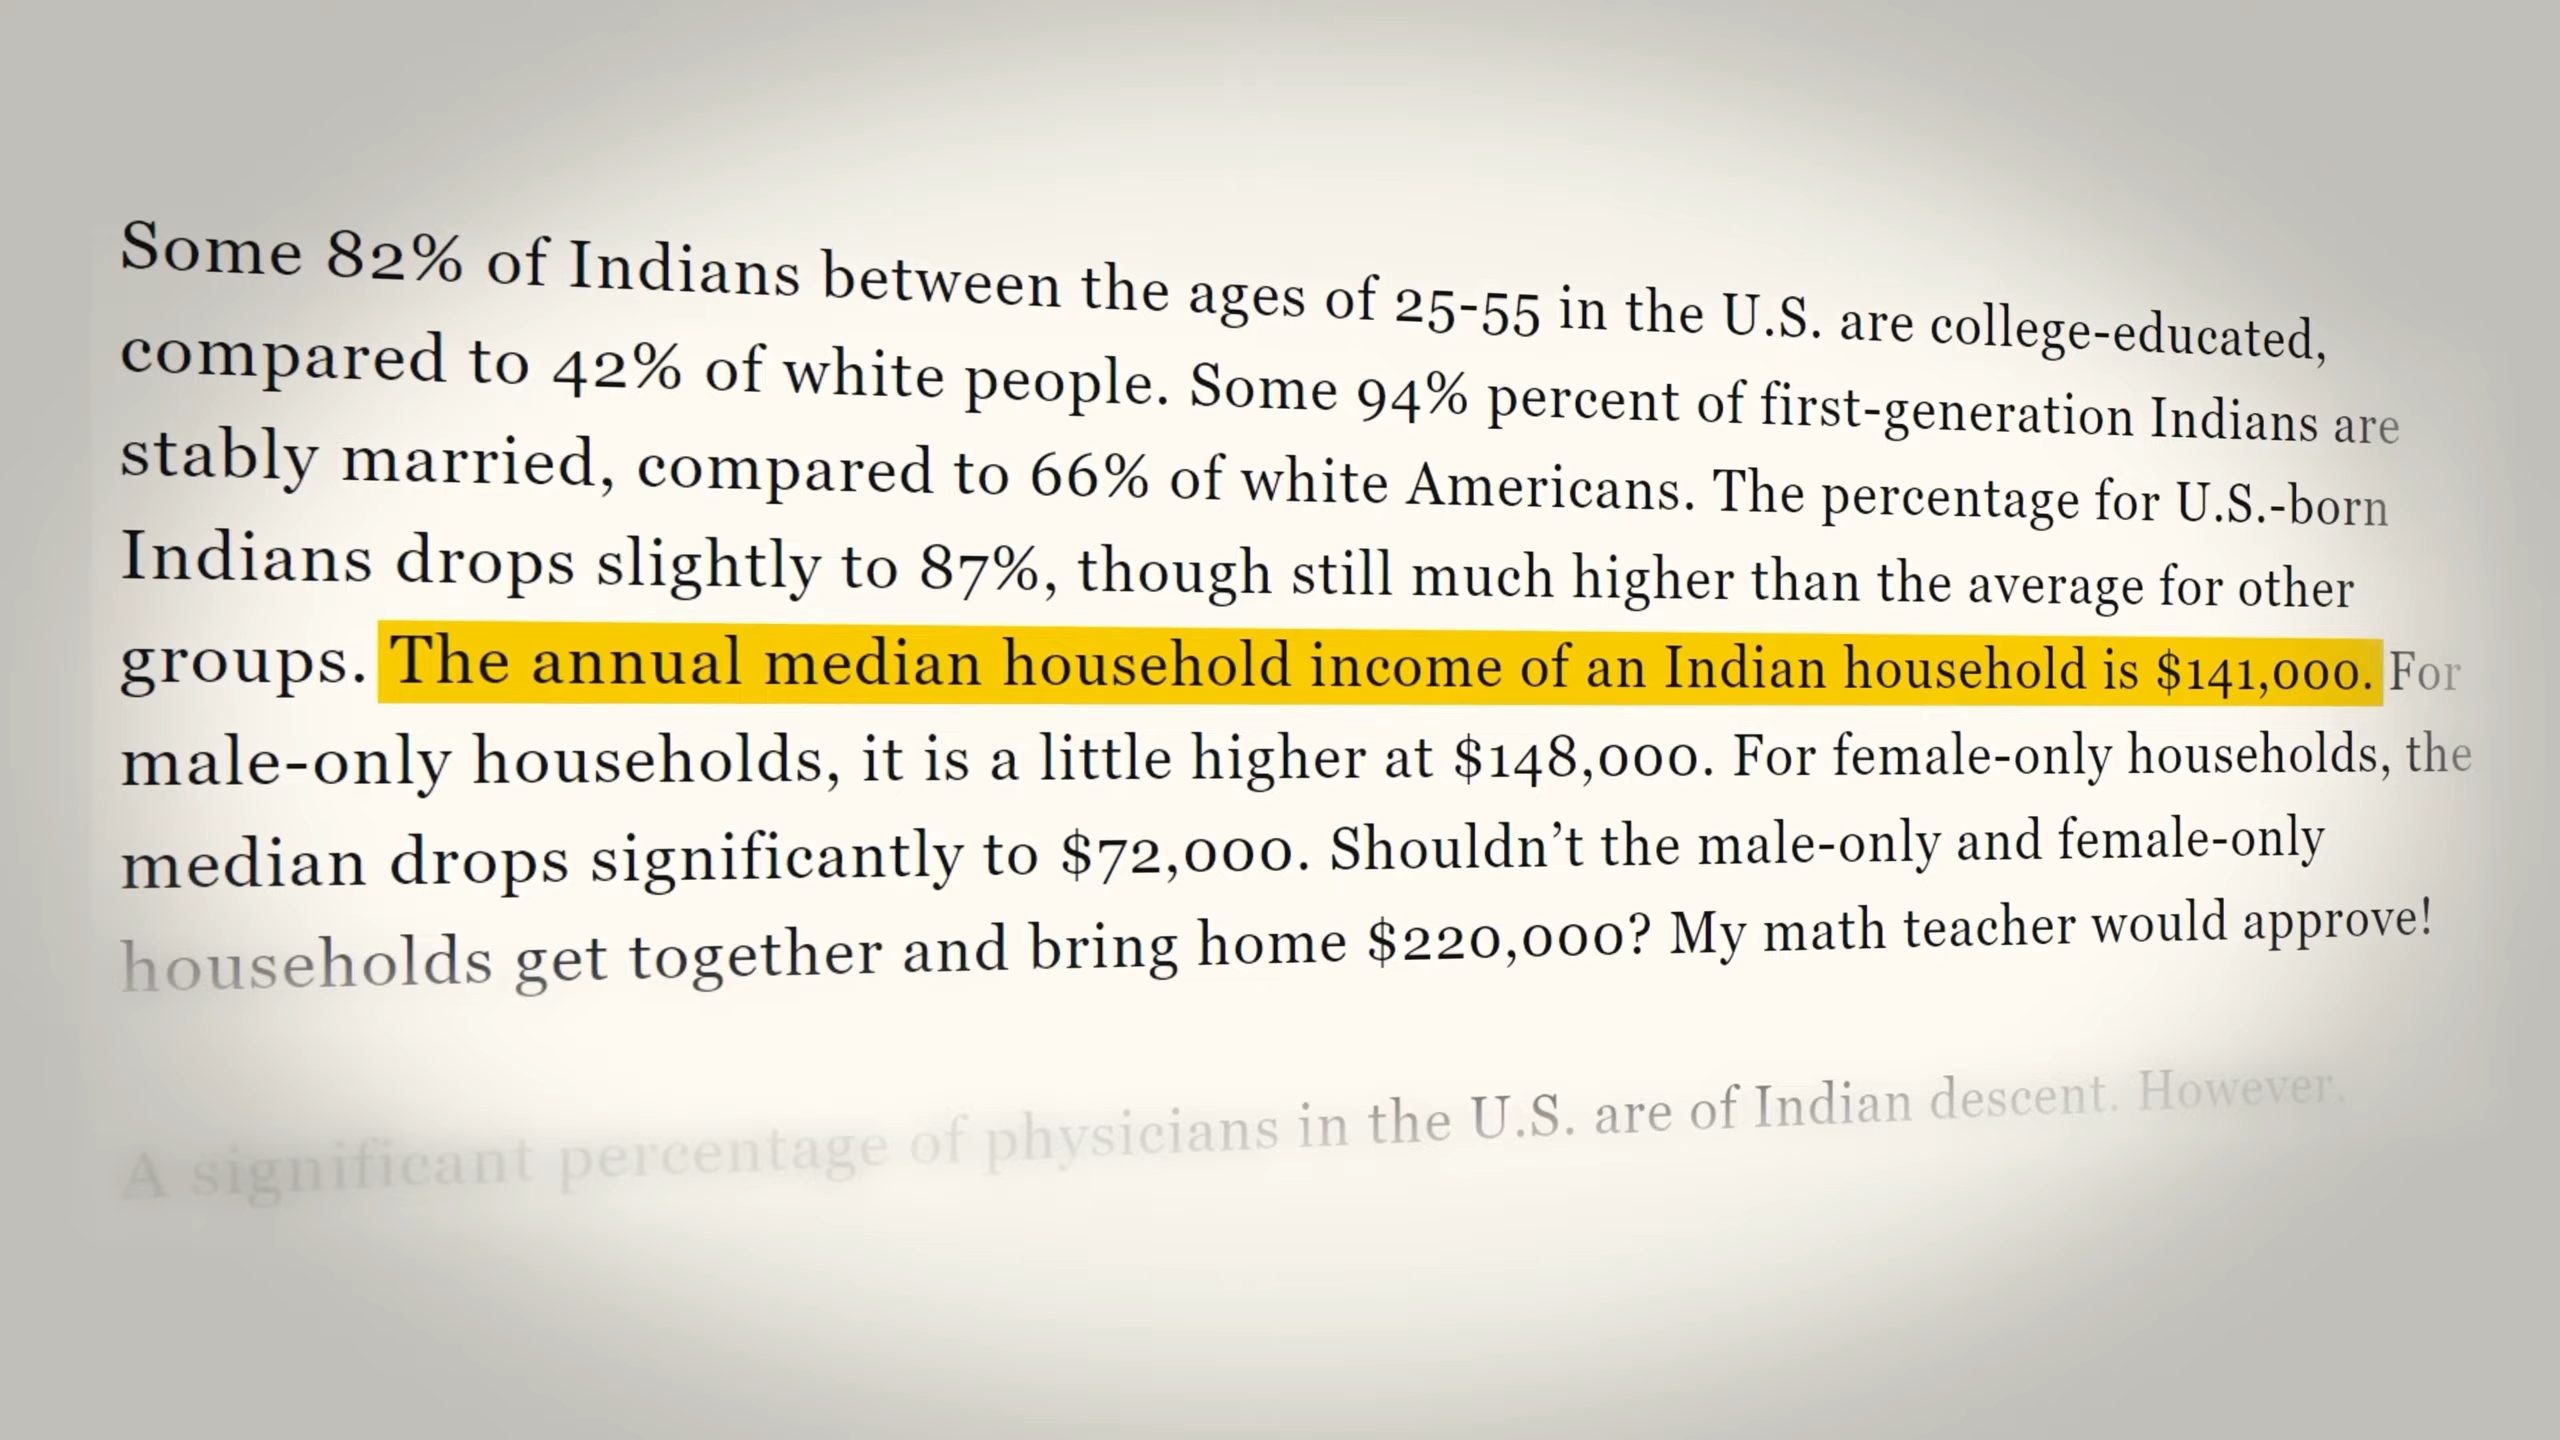 Some 82% of Indians between the ages of 25-55 in the U.S. are college-educated,
compared to 42% of white people. Some 94% percent of first-generation Indians are
stably married, compared to 66% of white Americans. The percentage for U.S.-born
Indians drops slightly to 87%, though still much higher than the average for other
groups. The annual median household income of an Indian household is $141,000. For
male-only households, it is a little higher at $148,000. For female-only households, the
median drops significantly to $72,000. Shouldn’t the male-only and female-only
households get together and bring home $220,000? My math teacher would approve!
A significant percentage of physicians in the U.S. are of Indian descent. However,